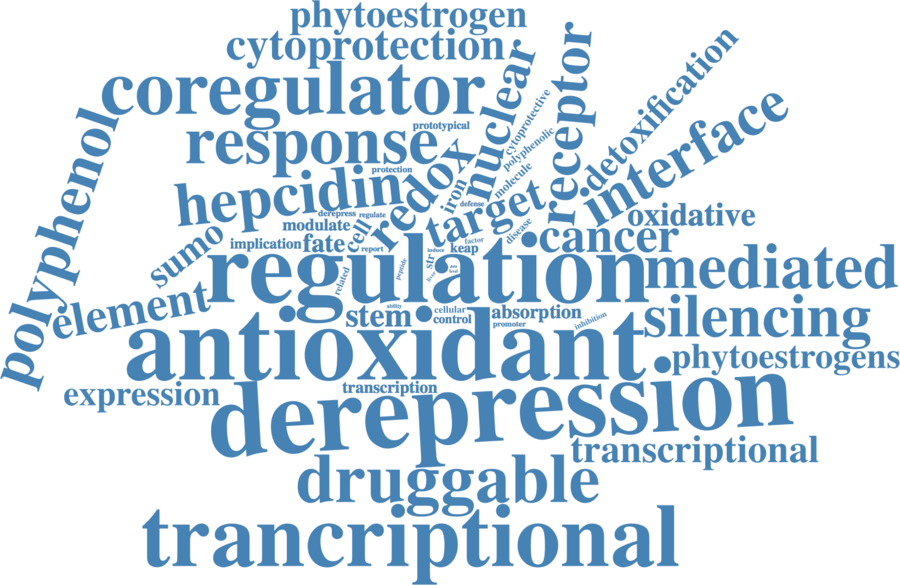 phytoestrogen
cytoprotection
coregulator
nuclear
receptor
detoxification
response
prototypical
cytoprotective
polyphenolic
interface
polyphenol
protection
molecule
redox
hepcidin
iron
defense
target
derepress
regulate
modulate
cell
disease
oxidative
sumo
implication
fate
report
factor
keap
cancer
induce
str
regulation
related
peptide
mediated
element
ability
stem
cellular
control
absorption
promoter
inhibition
silencing
antioxidant
phytoestrogens
expression
transcription
derepression
transcriptional
druggable
trancriptional